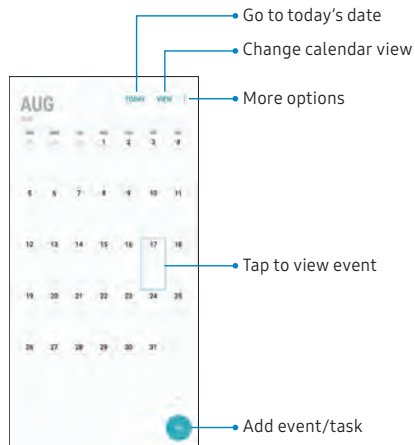 Go to today's date
Change calendar view
AUG
TODAY VIEW
More options
1 2 3 4
5 6 7 8 9 10 11
12 13 14 15 16 17 18
Tap to view event
19 20 21 22 23 24 25
26 27 28 29 30 31
Add event/task